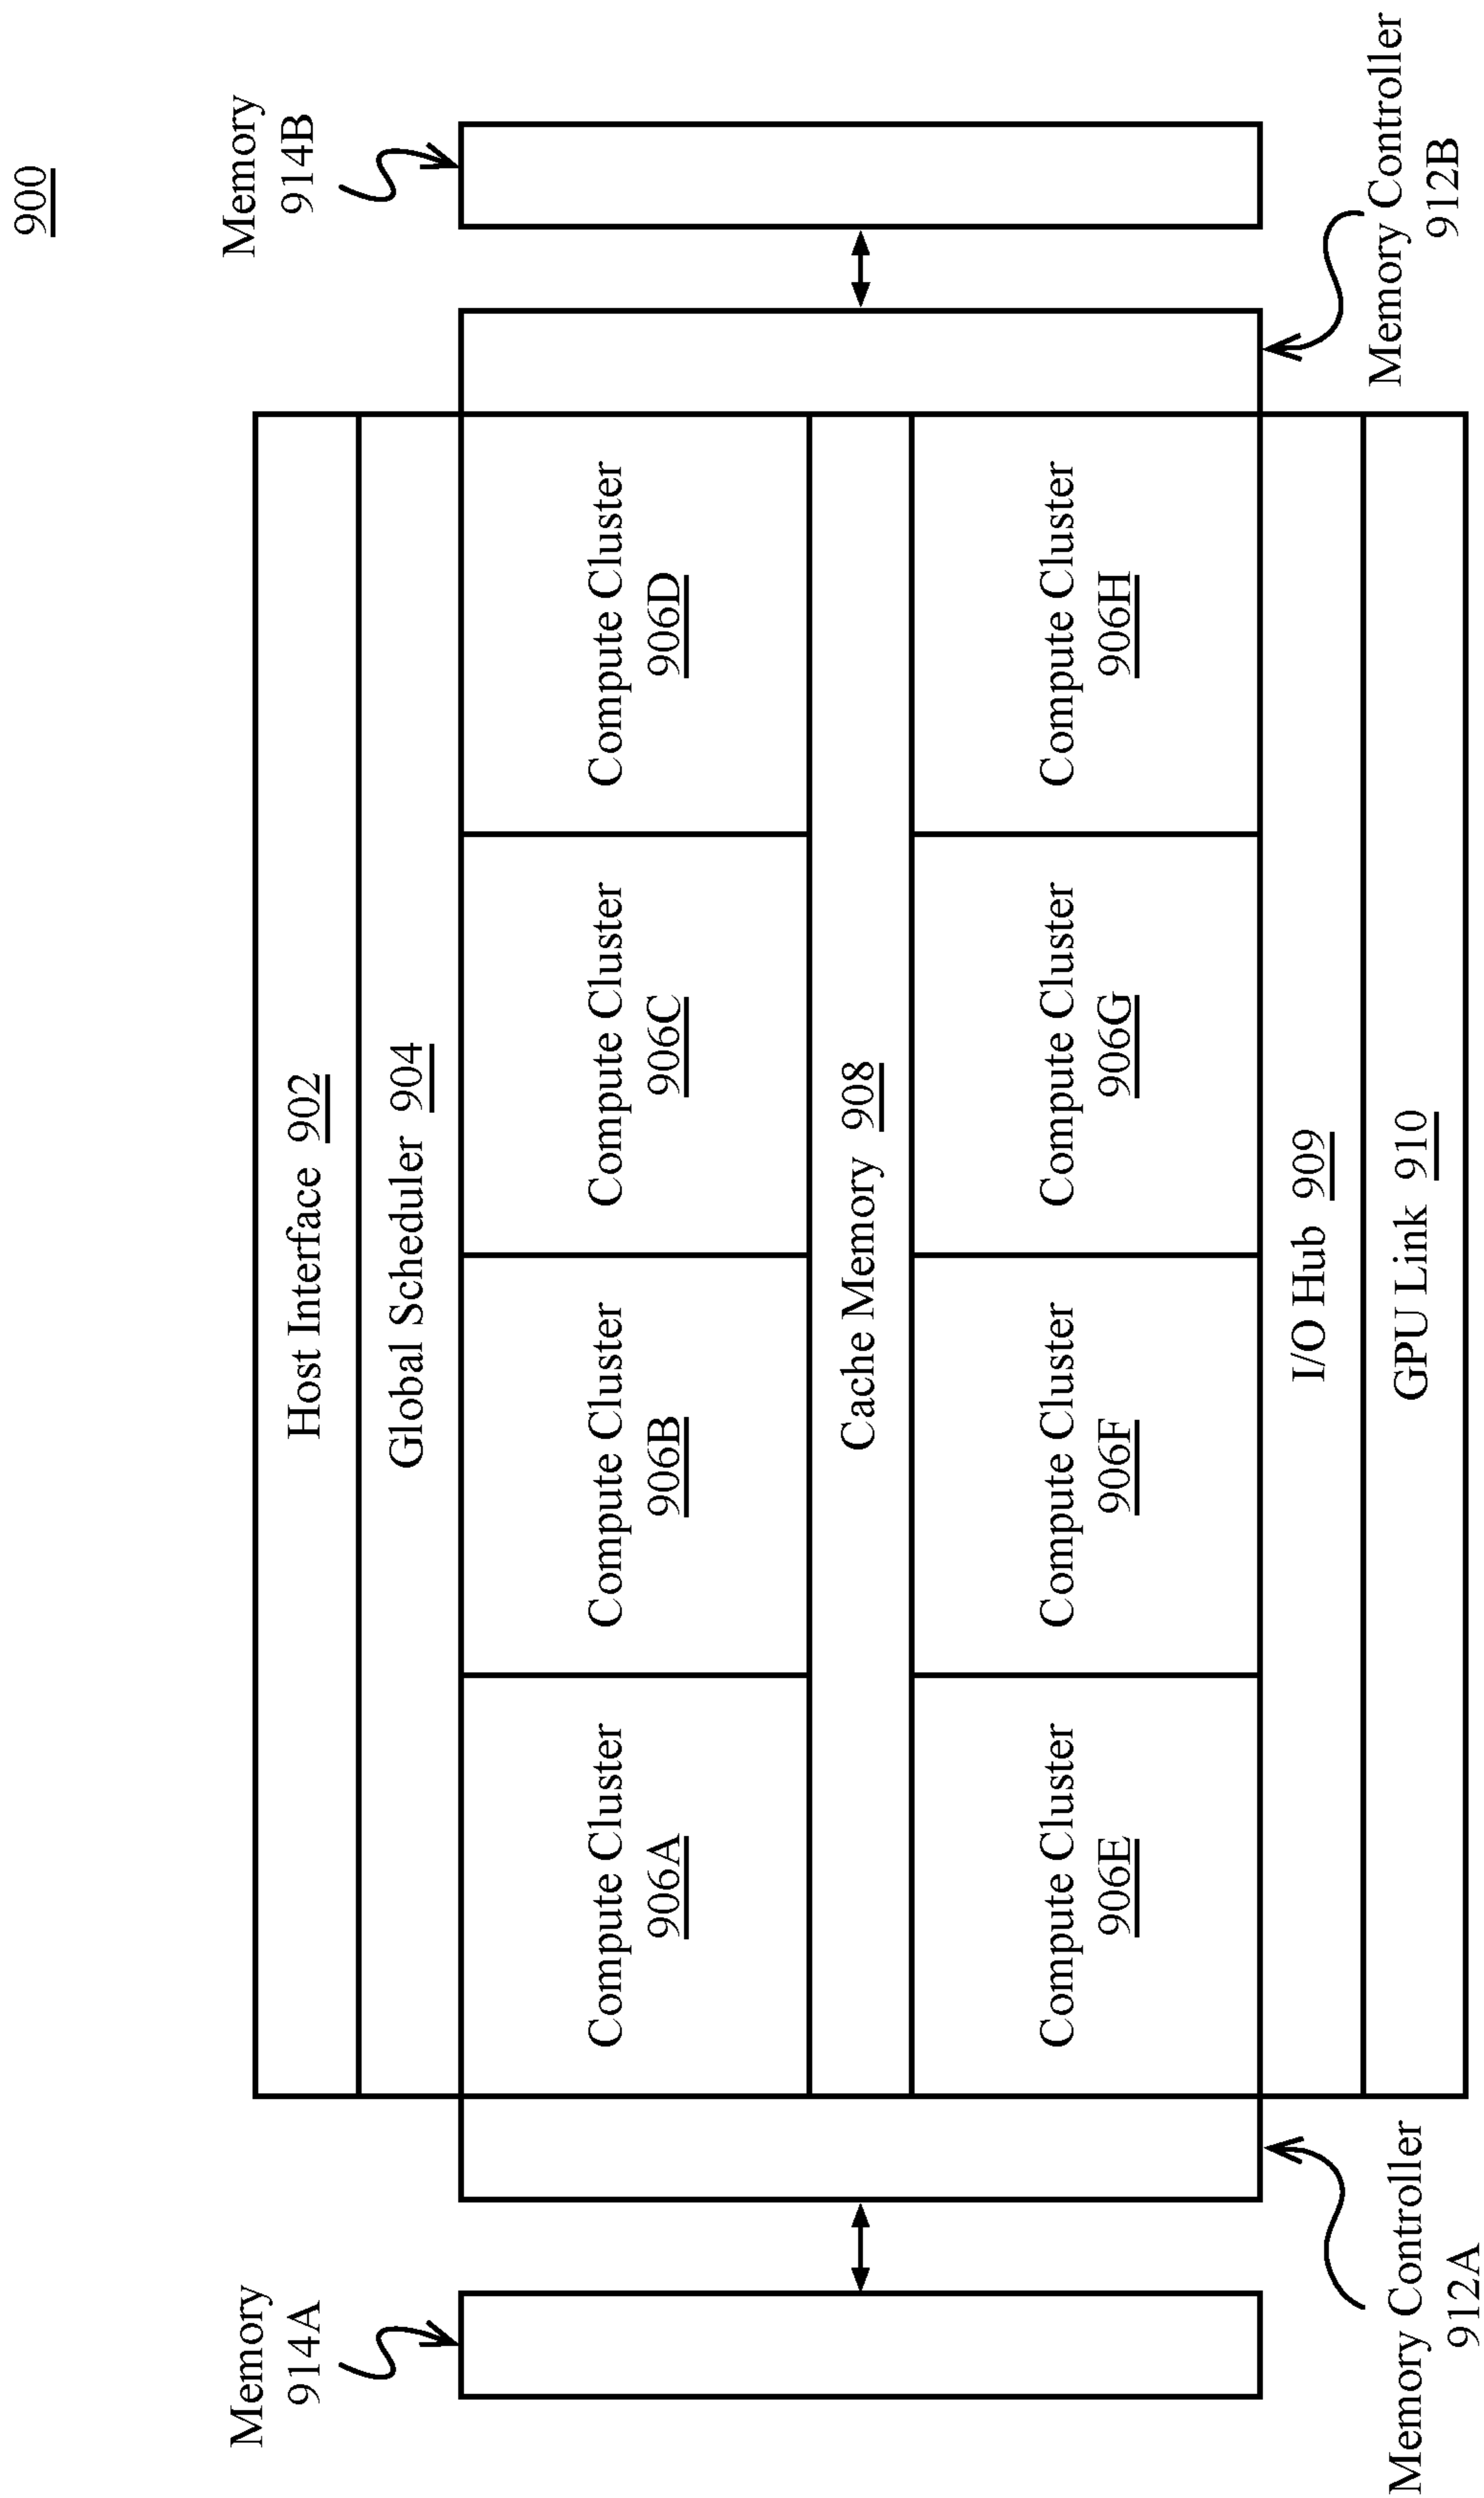 900
Memory
914A
Memory
914B
Host Interface 902
Global Scheduler 904
Compute Cluster
906A
Compute Cluster
906B
Compute Cluster
906C
Compute Cluster
906D
Cache Memory 908
Compute Cluster
906E
Compute Cluster
906F
Compute Cluster
906G
Compute Cluster
906H
I/O Hub 909
GPU Link 910
Memory Controller
912A
Memory Controller
912B